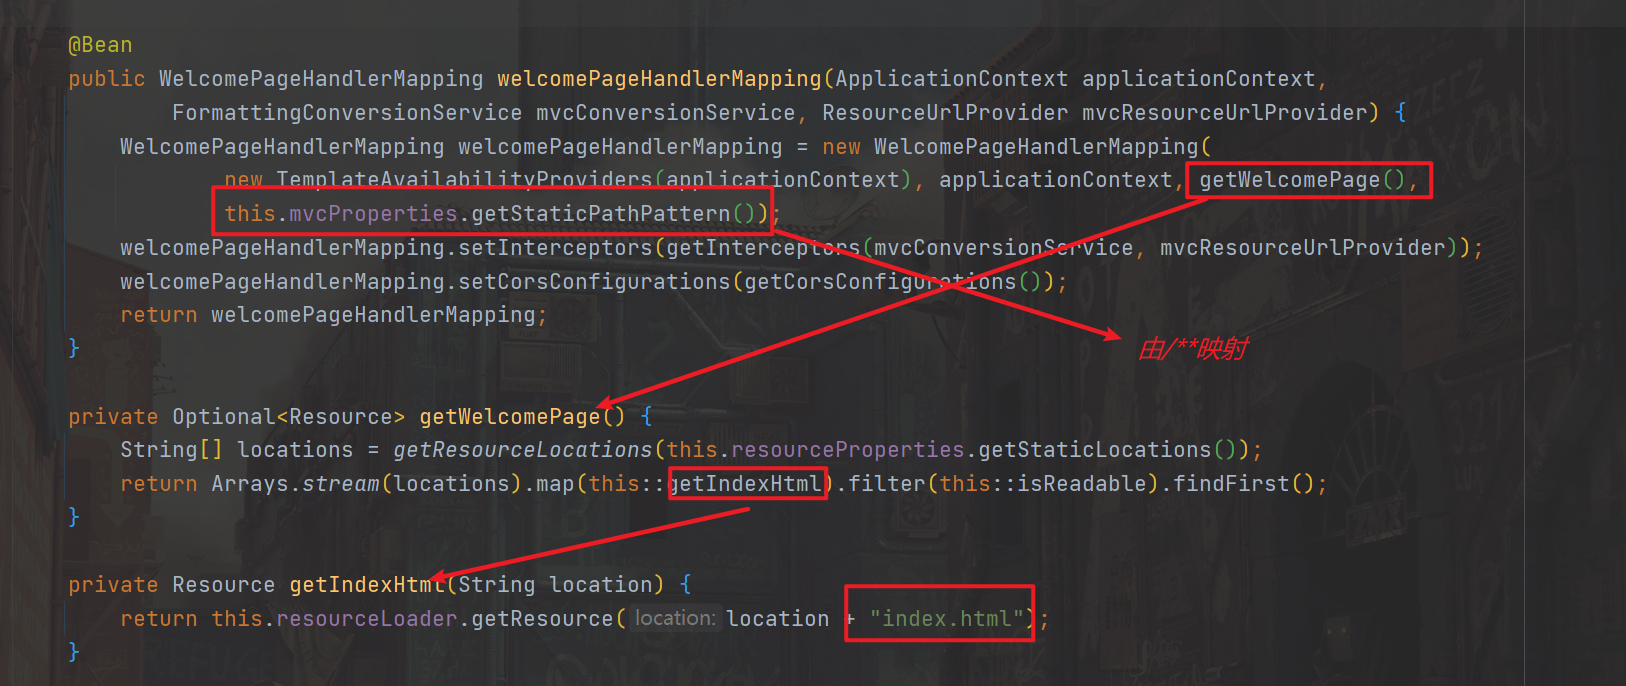 @Bean
public WelcomePageHandlerMapping welcomePageHandlerMapping(ApplicationContext applicationContext,
FormattingConversionService mvcConversionService, ResourceUrlProvider mvcResourceUrlProvider) {
WelcomePageHandlerMapping welcomePageHandlerMapping = new WelcomePageHandlerMapping(
new TemplateAvailabilityProviders(applicationContext), applicationContext, getWelcomePage(),
this.mvcProperties.getStaticPathPattern());
welcomePageHandlerMapping.setInterceptors(getInterceptors(mvcConversionService, mvcResourceUrlProvider));
welcomePageHandlerMapping.setCorsConfigurations(getCorsConfigurations());
return welcomePageHandlerMapping;
由/**映射
}
private Optional<Resource> getWelcomePage() {
String[] locations = getResourceLocations(this.resourceProperties.getStaticLocations());
return Arrays.stream(locations).map(this::getIndexHtml).filter(this::isReadable).findFirst();
}
private Resource getIndexHtml(String location) {
return this.resourceLoader.getResource( location: location + "index.html");
}